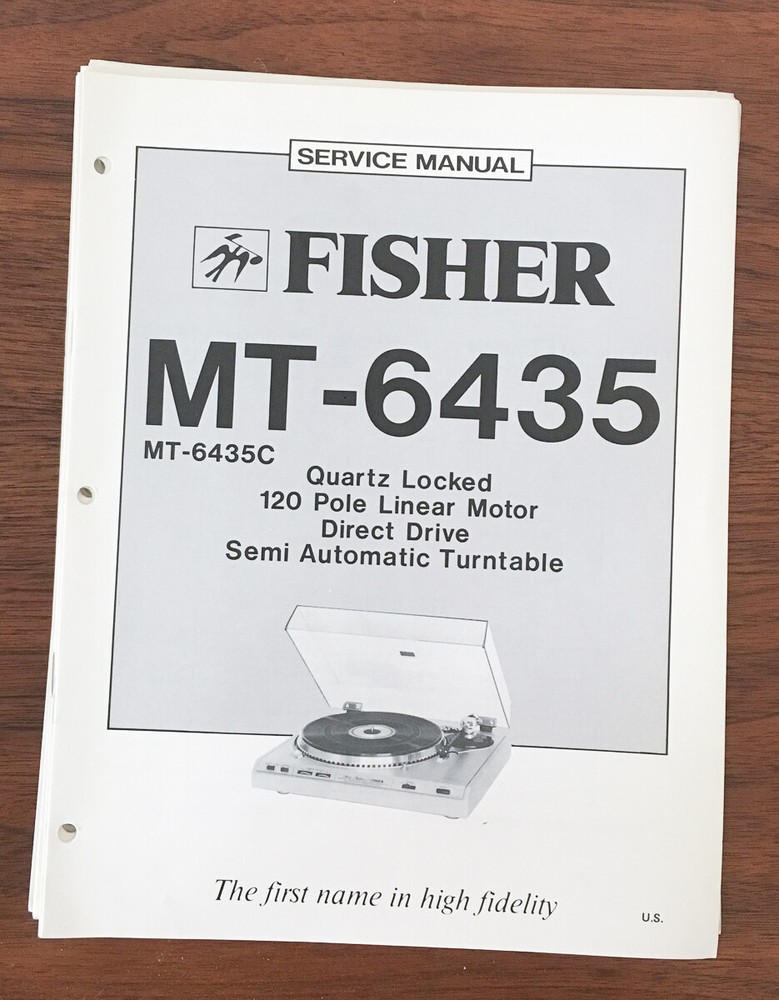 SERVICE MANUAL
FISHER
MT-6435
MT-6435C
Quartz Locked
120 Pole Linear Motor
Direct Drive
Semi Automatic Turntable
The first name in high fidelity
U.S.